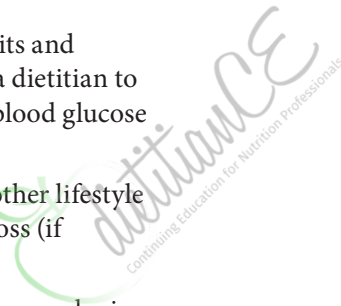 its and
a dietitian to
blood glucose
other lifestyle
oss (if
dietitianCE
Continuing Education for Nutrition Professionals